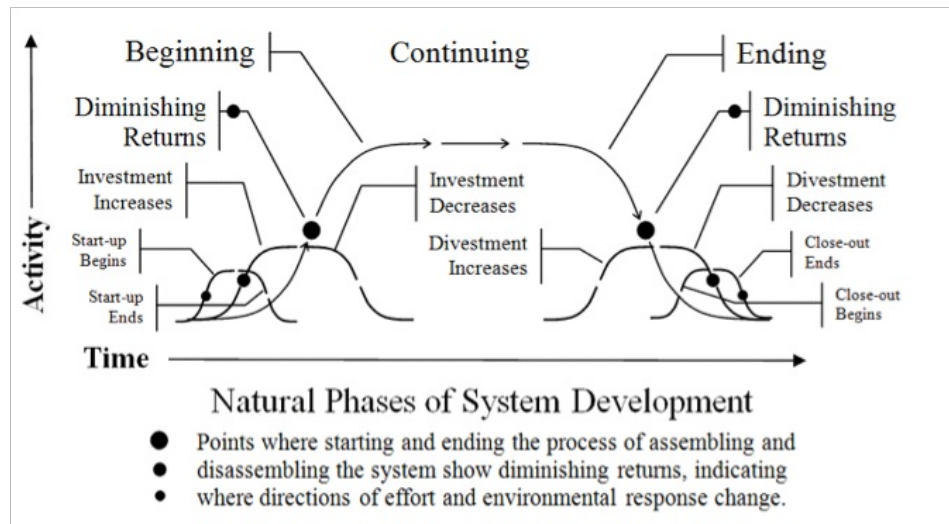 Beginning
Continuing
Ending
Diminishing
Returns
Diminishing
Returns
Investment
Increases
Investment
Decreases
Divestment
Decreases
Start-up
Begins
Divestment
Increases
Close-out
Ends
Start-up
Ends
Close-out
Begins
Activity
Time
Natural Phases of System Development
Points where starting and ending the process of assembling and
disassembling the system show diminishing returns, indicating
where directions of effort and environmental response change.